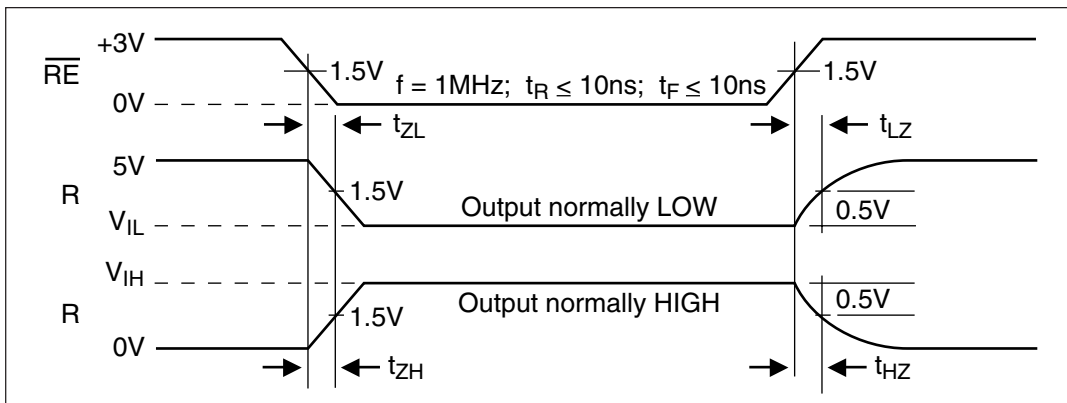 +3V
RE
1.5V
f = 1MHz; tR ≤ 10ns; tF ≤ 10ns
1.5V
0V
tZL
tLZ
5V
R
1.5V
Output normally LOW
0.5V
VIL
VIH
R
1.5V
Output normally HIGH
0.5V
0V
tZH
tHZ